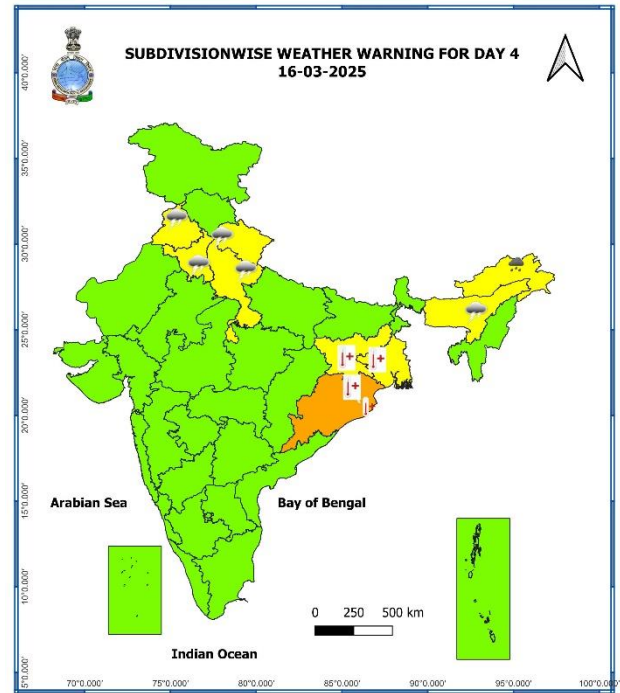 SUBDIVISIONWISE WEATHER WARNING FOR DAY 4
16-03-2025
40°0.000'
35°0.000'
30°0.000'
25°0.000'
20°0.000'
15°0.000'
10°0.000'
5°0.000'
Arabian Sea
Bay of Bengal
0 250 500 km
Indian Ocean
70°0.000' 75°0.000' 80°0.000' 85°0.000' 90°0.000' 95°0.000' 100°0.000'